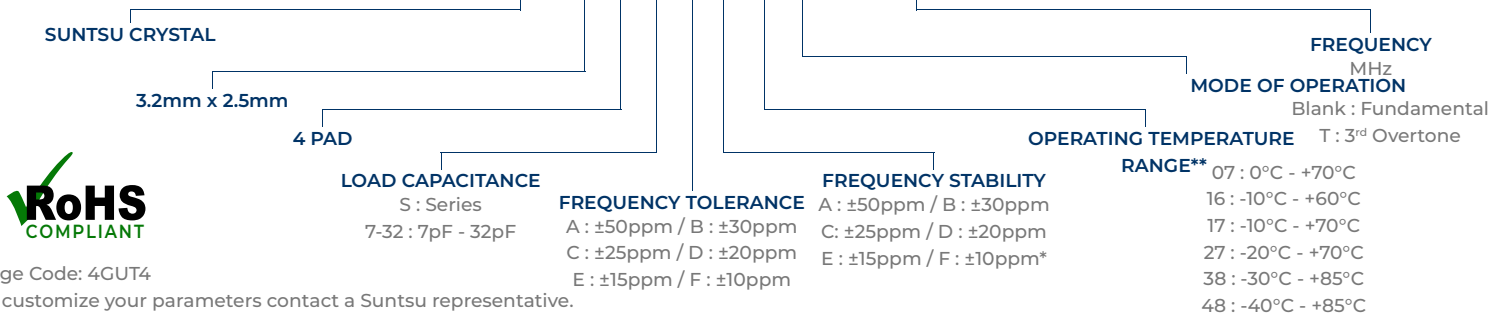 SUNTSU CRYSTAL
3.2mm x 2.5mm
4 PAD
LOAD CAPACITANCE
S : Series
7-32 : 7pF - 32pF
FREQUENCY TOLERANCE
A : ±50ppm / B : ±30ppm
C : ±25ppm / D : ±20ppm
E : ±15ppm / F : ±10ppm
FREQUENCY STABILITY
A : ±50ppm / B : ±30ppm
C: ±25ppm / D : ±20ppm
E : ±15ppm / F : ±10ppm*
OPERATING TEMPERATURE
RANGE**
07 : 0°C - +70°C
16 : -10°C - +60°C
17 : -10°C - +70°C
27 : -20°C - +70°C
38 : -30°C - +85°C
48 : -40°C - +85°C
MODE OF OPERATION
Blank : Fundamental
T : 3rd Overtone
FREQUENCY
MHz
RoHS
COMPLIANT
ge Code: 4GUT4
customize your parameters contact a Suntsu representative.